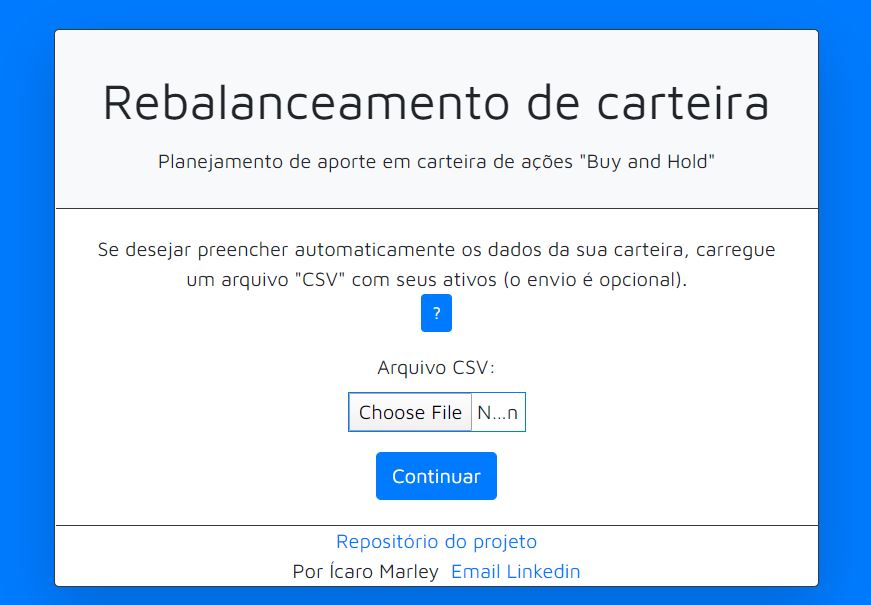 Rebalanceamento de carteira
Planejamento de aporte em carteira de ações "Buy and Hold"
Se desejar preencher automaticamente os dados da sua carteira, carregue
um arquivo "CSV" com seus ativos (o envio é opcional).
?
Arquivo CSV:
Choose File N...n
Continuar
Repositório do projeto
Por Ícaro Marley Email Linkedin